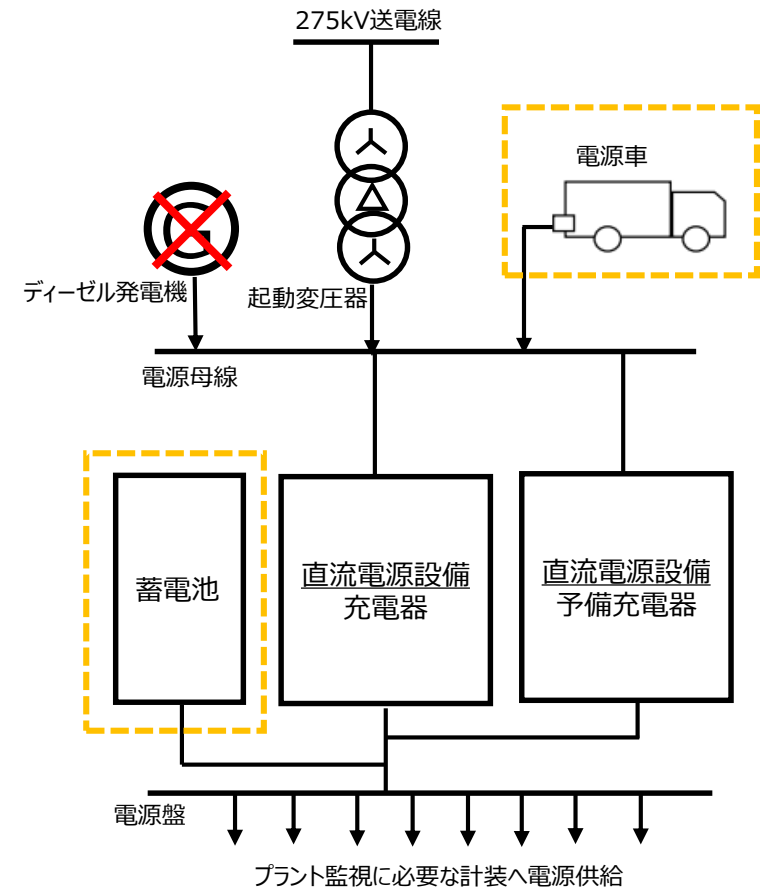 275kV送電線
電源車
ディーゼル発電機
起動変圧器
電源母線
蓄電池
直流電源設備
充電器
直流電源設備
予備充電器
電源盤
プラント監視に必要な計装へ電源供給